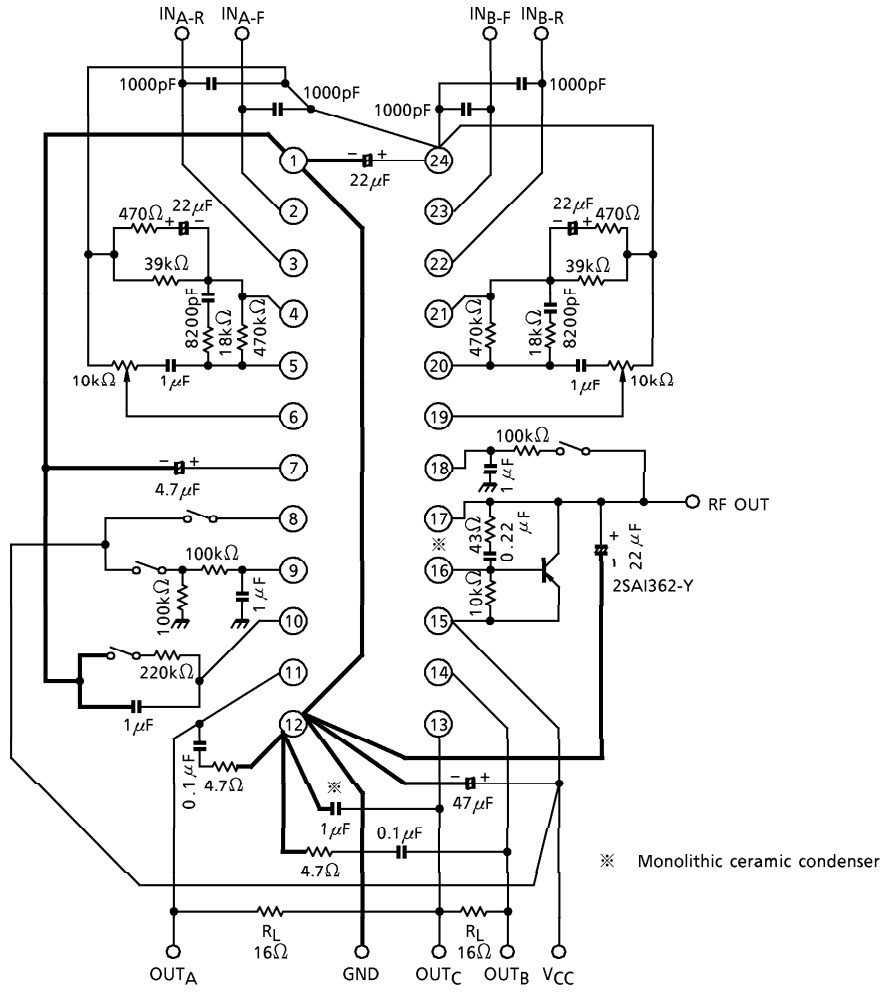 INA-R INA-F INB-F INB-R
1000pF 1000pF 1000pF 1000pF
1 − + 24
22μF
2 23
470Ω 22μF + − 22μF − + 470Ω
3 22
39kΩ 39kΩ
4 21
8200pF 18kΩ 470kΩ 470kΩ 18kΩ 8200pF
5 20
10kΩ 1μF 1μF 10kΩ
6 19
100kΩ
− + 7 18
4.7μF 1μF
RF OUT
8 17
43Ω 0.22μF + − 22μF
※
100kΩ 9 16
100kΩ 1μF 10kΩ 2SAI362-Y
10 15
220kΩ
11 14
1μF
12 13
0.1μF 4.7Ω − +
※ 47μF
1μF 0.1μF
4.7Ω
※ Monolithic ceramic condenser
RL RL
16Ω 16Ω
OUTA GND OUTC OUTB VCC